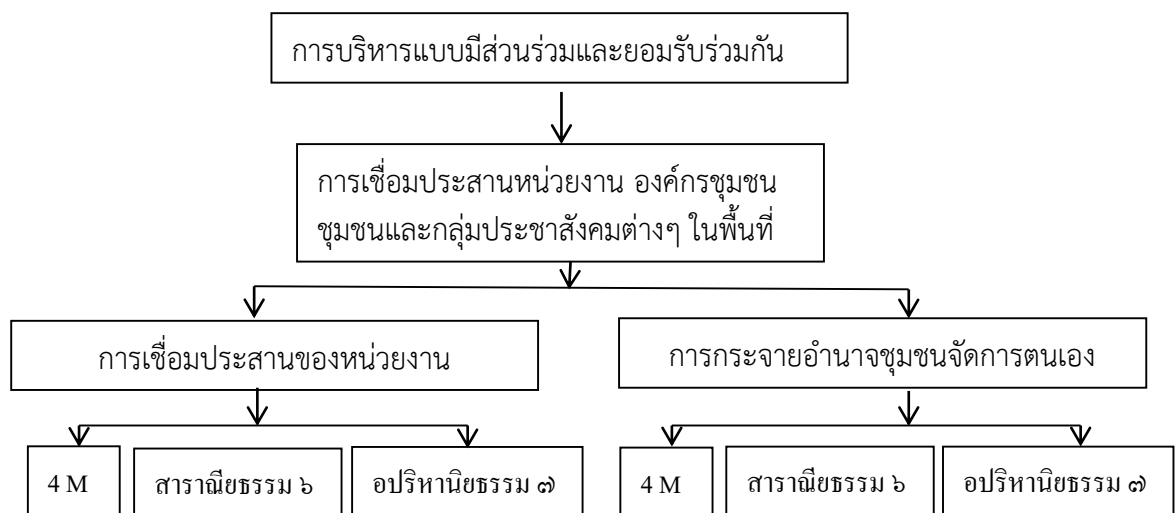 การบริหารแบบมีส่วนร่วมและยอมรับร่วมกัน
การเชื่อมประสานหน่วยงาน องค์กรชุมชน
ชุมชนและกลุ่มประชาสังคมต่างๆ ในพื้นที่
การเชื่อมประสานของหน่วยงาน
การกระจายอำนาจชุมชนจัดการตนเอง
4 M
สาราณียธรรม ๖
อปริหานิยธรรม ๗
4 M
สาราณียธรรม ๖
อปริหานิยธรรม ๗